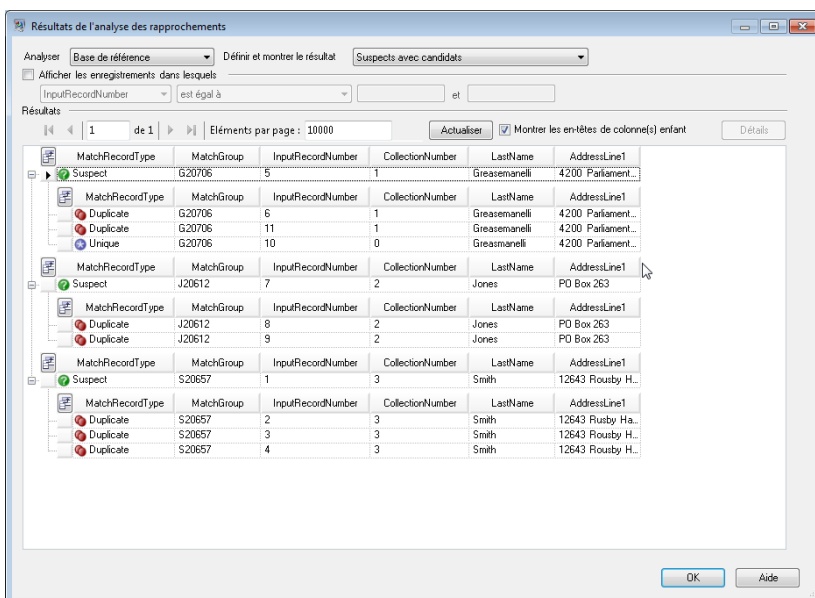 Résultats de l'analyse des rapprochements
Analyser Base de référence Définir et montrer le résultat Suspects avec candidats
Afficher les enregistrements dans lesquels
InputRecordNumber est égal à et
Résultats
1 de 1 Eléments par page : 10000 Actualiser Montrer les en-têtes de colonne(s) enfant Détails
MatchRecordType MatchGroup InputRecordNumber CollectionNumber LastName AddressLine1
Suspect G20706 5 1 Greasemanelli 4200 Parliament...
MatchRecordType MatchGroup InputRecordNumber CollectionNumber LastName AddressLine1
Duplicate G20706 6 1 Greasemanelli 4200 Parliament...
Duplicate G20706 11 1 Greasemanelli 4200 Parliament...
Unique G20706 10 0 Greasmanelli 4200 Parliament...
MatchRecordType MatchGroup InputRecordNumber CollectionNumber LastName AddressLine1
Suspect J20612 7 2 Jones PO Box 263
MatchRecordType MatchGroup InputRecordNumber CollectionNumber LastName AddressLine1
Duplicate J20612 8 2 Jones PO Box 263
Duplicate J20612 9 2 Jones PO Box 263
MatchRecordType MatchGroup InputRecordNumber CollectionNumber LastName AddressLine1
Suspect S20657 1 3 Smith 12643 Rousby H...
MatchRecordType MatchGroup InputRecordNumber CollectionNumber LastName AddressLine1
Duplicate S20657 2 3 Smith 12643 Rusby Ha...
Duplicate S20657 3 3 Smith 12643 Rousby H...
Duplicate S20657 4 3 Smith 12643 Rousby H...
OK Aide